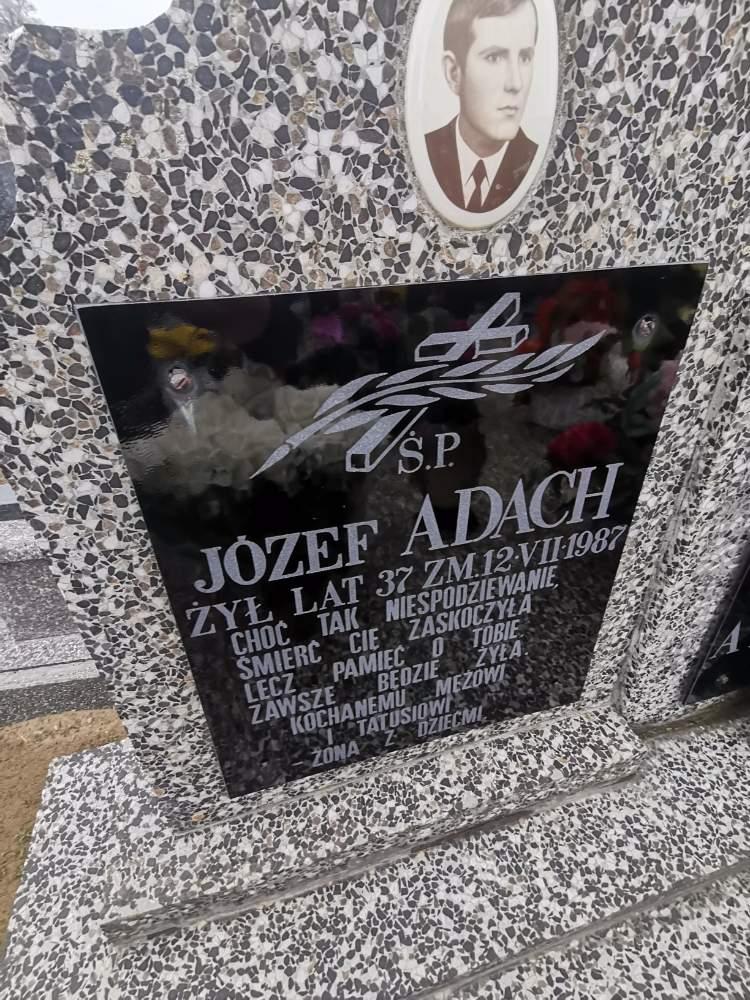 Ś.P.
JÓZEF ADACH
ŻYŁ LAT 37 ZM.12·VII·1987
CHOĆ TAK NIESPODZIEWANIE,
ŚMIERĆ CIĘ ZASKOCZYŁA
LECZ PAMIĘĆ O TOBIE
ZAWSZE BĘDZIE ŻYŁA.
KOCHANEMU MĘŻOWI
I TATUSIOWI
ŻONA Z DZIEĆMI